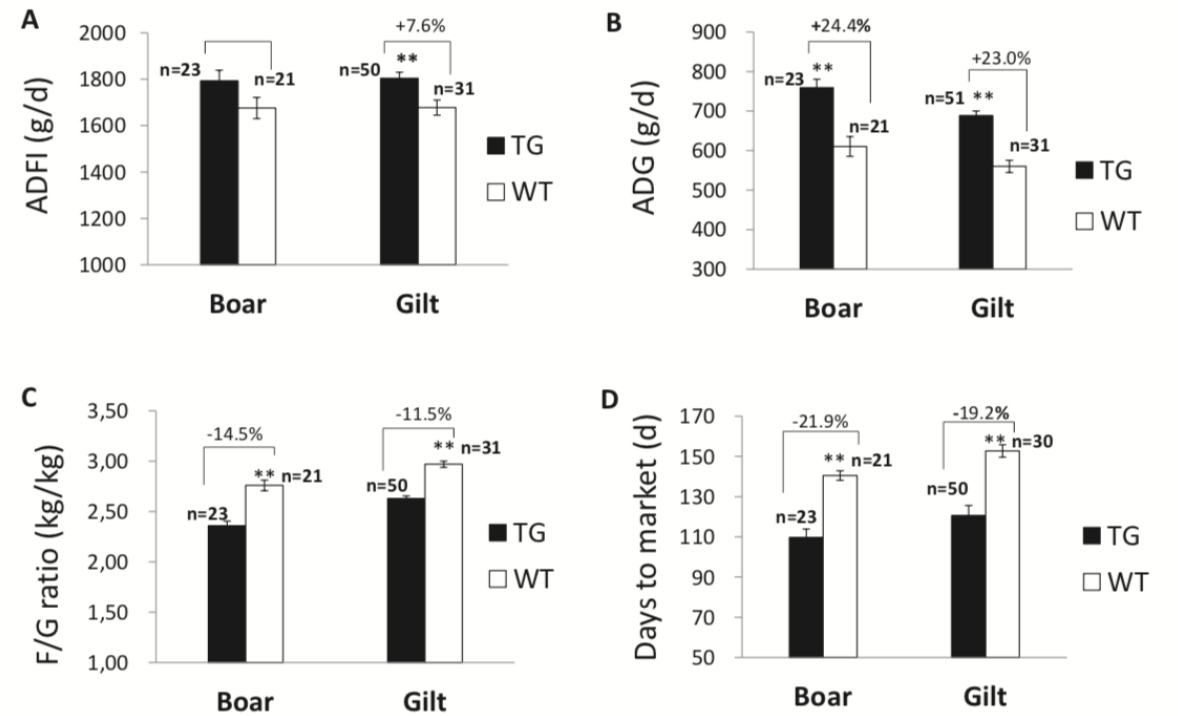 A
2000
1800
1600
1400
1200
1000
ADFI (g/d)
+7.6%
n=23
n=21
n=50
**
n=31
TG
WT
Boar
Gilt
B
900
800
700
600
500
400
300
ADG (g/d)
+24.4%
+23.0%
n=23
**
n=21
n=51
**
n=31
TG
WT
Boar
Gilt
C
3,50
3,00
2,50
2,00
1,50
1,00
F/G ratio (kg/kg)
-14.5%
-11.5%
n=23
**
n=21
n=50
**
n=31
TG
WT
Boar
Gilt
D
170
150
130
110
90
70
50
Days to market (d)
-21.9%
-19.2%
n=23
**
n=21
n=50
**
n=30
TG
WT
Boar
Gilt